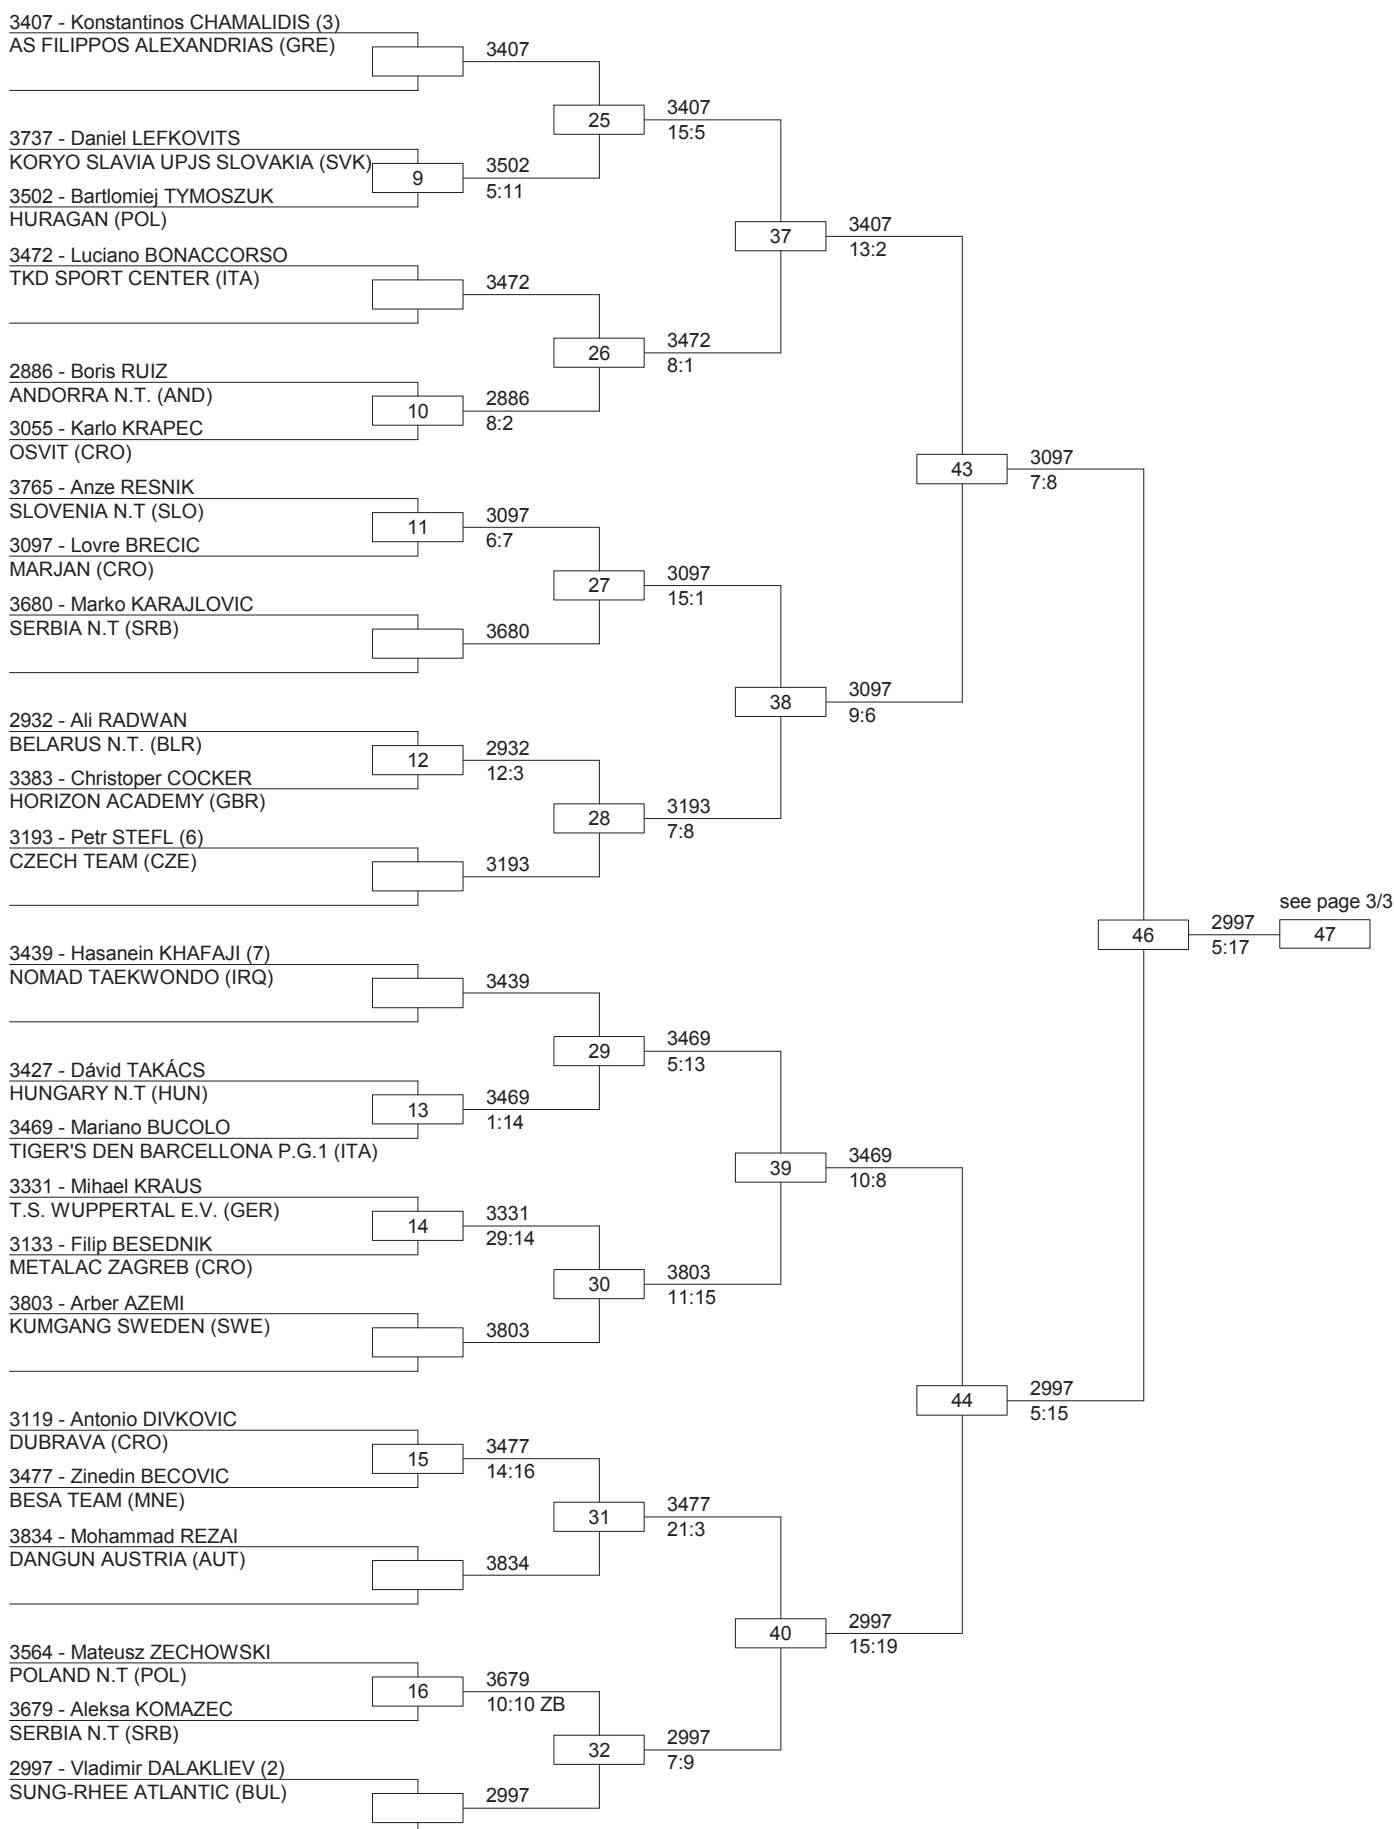 3407 - Konstantinos CHAMALIDIS (3)
AS FILIPPOS ALEXANDRIAS (GRE)
3407
25
3407
15:5
3737 - Daniel LEFKOVITS
KORYO SLAVIA UPJS SLOVAKIA (SVK)
9
3502
5:11
3502 - Bartlomiej TYMOSZUK
HURAGAN (POL)
37
3407
13:2
3472 - Luciano BONACCORSO
TKD SPORT CENTER (ITA)
3472
26
3472
8:1
2886 - Boris RUIZ
ANDORRA N.T. (AND)
10
2886
8:2
3055 - Karlo KRAPEC
OSVIT (CRO)
43
3097
7:8
3765 - Anze RESNIK
SLOVENIA N.T (SLO)
11
3097
6:7
3097 - Lovre BRECIC
MARJAN (CRO)
27
3097
15:1
3680 - Marko KARAJLOVIC
SERBIA N.T (SRB)
3680
38
3097
9:6
2932 - Ali RADWAN
BELARUS N.T. (BLR)
12
2932
12:3
3383 - Christoper COCKER
HORIZON ACADEMY (GBR)
28
3193
7:8
3193 - Petr STEFL (6)
CZECH TEAM (CZE)
3193
see page 3/3
46
2997
5:17
47
3439 - Hasanein KHAFAJI (7)
NOMAD TAEKWONDO (IRQ)
3439
29
3469
5:13
3427 - Dávid TAKÁCS
HUNGARY N.T (HUN)
13
3469
1:14
3469 - Mariano BUCOLO
TIGER'S DEN BARCELLONA P.G.1 (ITA)
39
3469
10:8
3331 - Mihael KRAUS
T.S. WUPPERTAL E.V. (GER)
14
3331
29:14
3133 - Filip BESEDNIK
METALAC ZAGREB (CRO)
30
3803
11:15
3803 - Arber AZEMI
KUMGANG SWEDEN (SWE)
3803
44
2997
5:15
3119 - Antonio DIVKOVIC
DUBRAVA (CRO)
15
3477
14:16
3477 - Zinedin BECOVIC
BESA TEAM (MNE)
31
3477
21:3
3834 - Mohammad REZAI
DANGUN AUSTRIA (AUT)
3834
40
2997
15:19
3564 - Mateusz ZECHOWSKI
POLAND N.T (POL)
16
3679
10:10 ZB
3679 - Aleksa KOMAZEC
SERBIA N.T (SRB)
32
2997
7:9
2997 - Vladimir DALAKLIEV (2)
SUNG-RHEE ATLANTIC (BUL)
2997